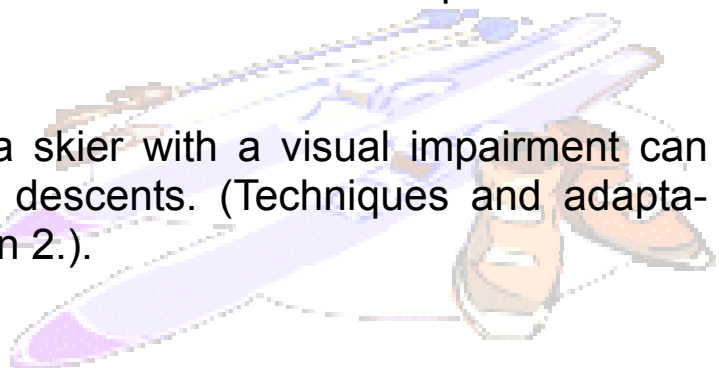 a skier with a visual impairment can
descents. (Techniques and adapta-
n 2.).